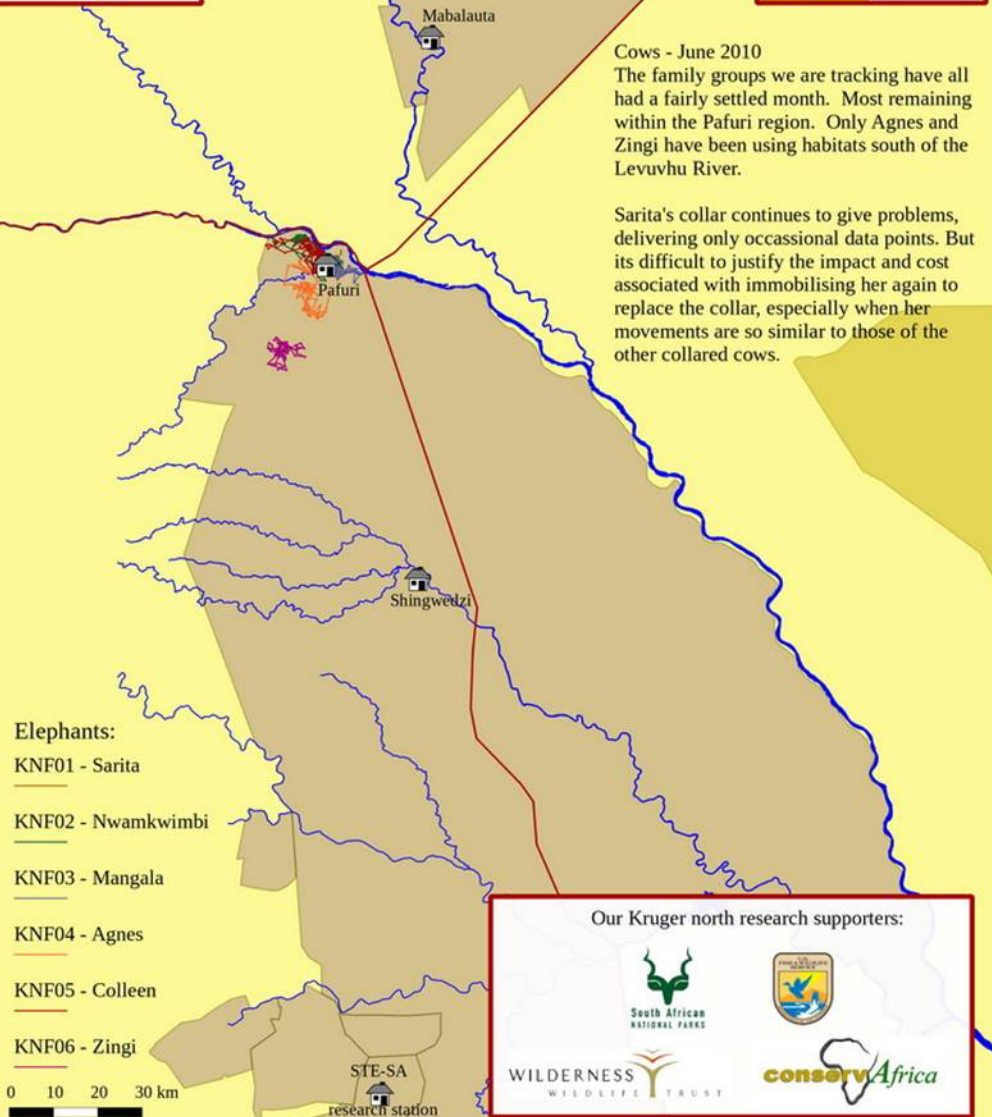 Mabalauta
Cows - June 2010
The family groups we are tracking have all
had a fairly settled month. Most remaining
within the Pafuri region. Only Agnes and
Zingi have been using habitats south of the
Levuvhu River.
Sarita's collar continues to give problems,
delivering only occassional data points. But
its difficult to justify the impact and cost
associated with immobilising her again to
replace the collar, especially when her
movements are so similar to those of the
other collared cows.
Pafuri
Shingwedzi
Elephants:
KNF01 - Sarita
KNF02 - Nwamkwimbi
KNF03 - Mangala
KNF04 - Agnes
KNF05 - Colleen
KNF06 - Zingi
0 10 20 30 km
STE-SA
research station
Our Kruger north research supporters:
South African
NATIONAL PARKS
U.S.
FISH & WILDLIFE
SERVICE
WILDERNESS
WILDLIFE TRUST
conservAfrica